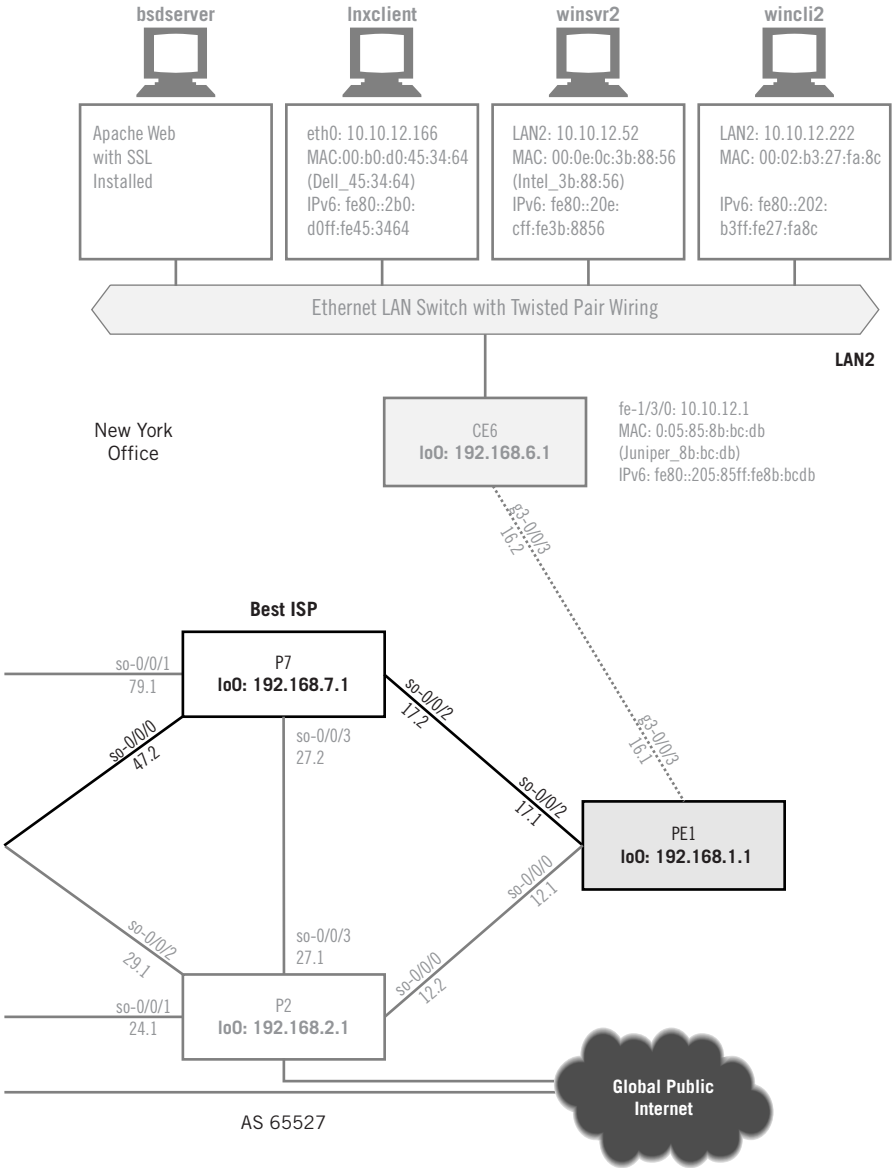 bsdserver
lnxclient
winsvr2
wincli2
Apache Web
with SSL
Installed
eth0: 10.10.12.166
MAC:00:b0:d0:45:34:64
(Dell_45:34:64)
IPv6: fe80::2b0:
d0ff:fe45:3464
LAN2: 10.10.12.52
MAC: 00:0e:0c:3b:88:56
(Intel_3b:88:56)
IPv6: fe80::20e:
cff:fe3b:8856
LAN2: 10.10.12.222
MAC: 00:02:b3:27:fa:8c
IPv6: fe80::202:
b3ff:fe27:fa8c
Ethernet LAN Switch with Twisted Pair Wiring
LAN2
New York
Office
CE6
lo0: 192.168.6.1
fe-1/3/0: 10.10.12.1
MAC: 0:05:85:8b:bc:db
(Juniper_8b:bc:db)
IPv6: fe80::205:85ff:fe8b:bcdb
g3-0/0/3
16.2
Best ISP
so-0/0/1
79.1
P7
lo0: 192.168.7.1
so-0/0/2
17.2
so-0/0/0
47.2
so-0/0/3
27.2
g3-0/0/3
16.1
so-0/0/2
17.1
PE1
lo0: 192.168.1.1
so-0/0/0
12.1
so-0/0/2
29.1
so-0/0/3
27.1
so-0/0/0
12.2
so-0/0/1
24.1
P2
lo0: 192.168.2.1
Global Public
Internet
AS 65527